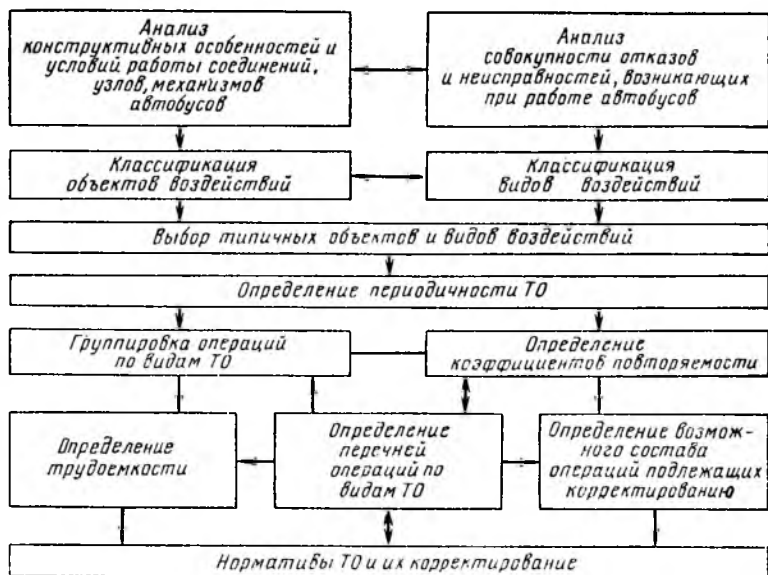 Анализ
конструктивных особенностей и
условий работы соединений,
узлов, механизмов
автобусов
Анализ
совокупности отказов
и неисправностей, возникающих
при работе автобусов
Классификация
объектов воздействий
Классификация
видов воздействий
Выбор типичных объектов и видов воздействий
Определение периодичности ТО
Группировка операций
по видам ТО
Определение
коэффициентов повторяемости
Определение
трудоемкости
Определение
перечней
операций по
видам ТО
Определение возмож-
ного состава
операций подлежащих
корректированию
Нормативы ТО и их корректирование